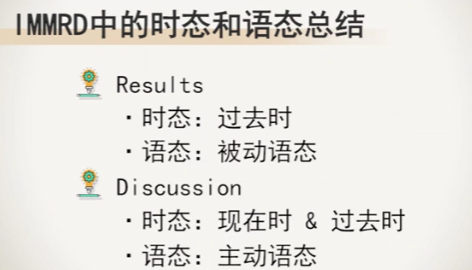 IMMRD中的时态和语态总结
Results
·时态：过去时
·语态：被动语态
Discussion
·时态：现在时 & 过去时
·语态：主动语态